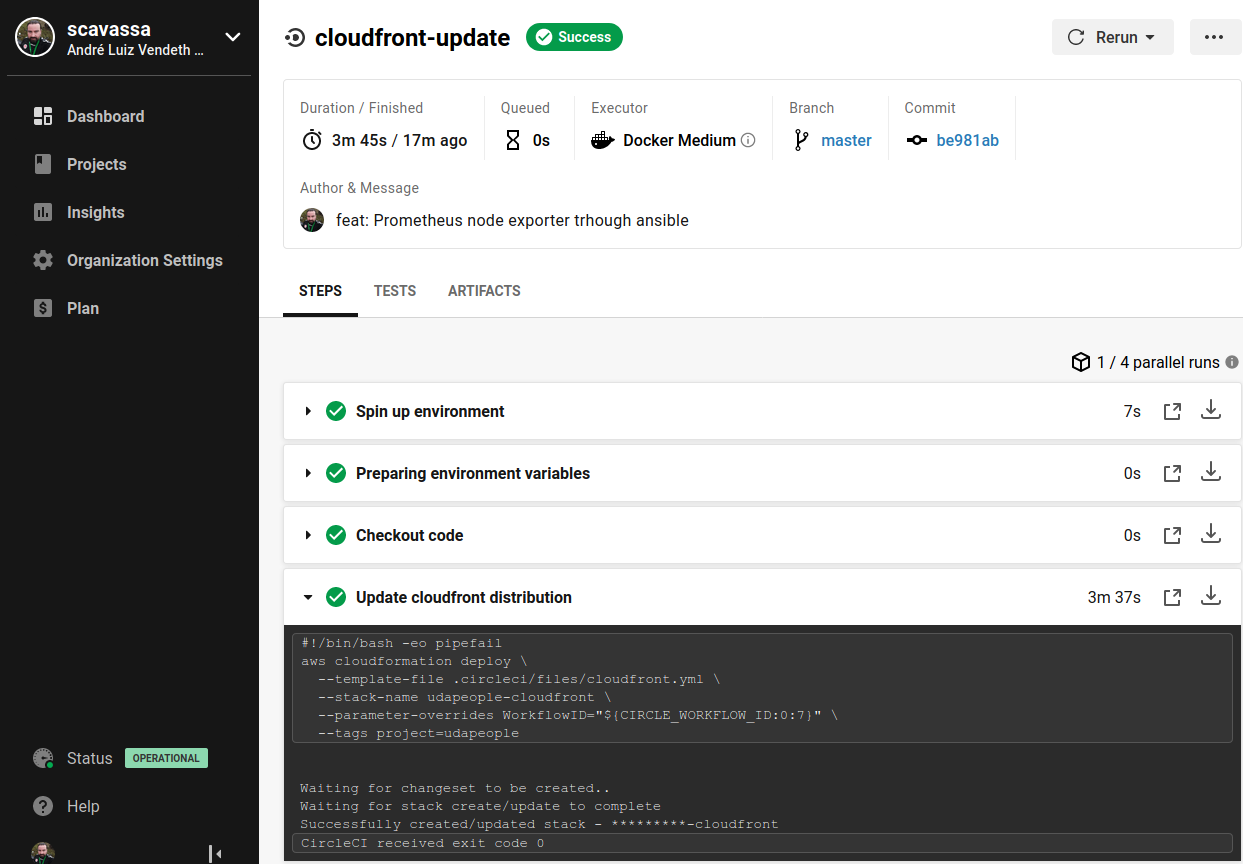 scavassa
André Luiz Vendeth ...
Dashboard
Projects
Insights
Organization Settings
Plan
Status OPERATIONAL
Help
cloudfront-update Success
Rerun
Duration / Finished Queued Executor Branch Commit
3m 45s / 17m ago 0s Docker Medium master be981ab
Author & Message
feat: Prometheus node exporter trhough ansible
STEPS TESTS ARTIFACTS
1 / 4 parallel runs
Spin up environment 7s
Preparing environment variables 0s
Checkout code 0s
Update cloudfront distribution 3m 37s
#!/bin/bash -eo pipefail
aws cloudformation deploy \
--template-file .circleci/files/cloudfront.yml \
--stack-name udapeople-cloudfront \
--parameter-overrides WorkflowID="${CIRCLE_WORKFLOW_ID:0:7}" \
--tags project=udapeople
Waiting for changeset to be created..
Waiting for stack create/update to complete
Successfully created/updated stack - *********-cloudfront
CircleCI received exit code 0